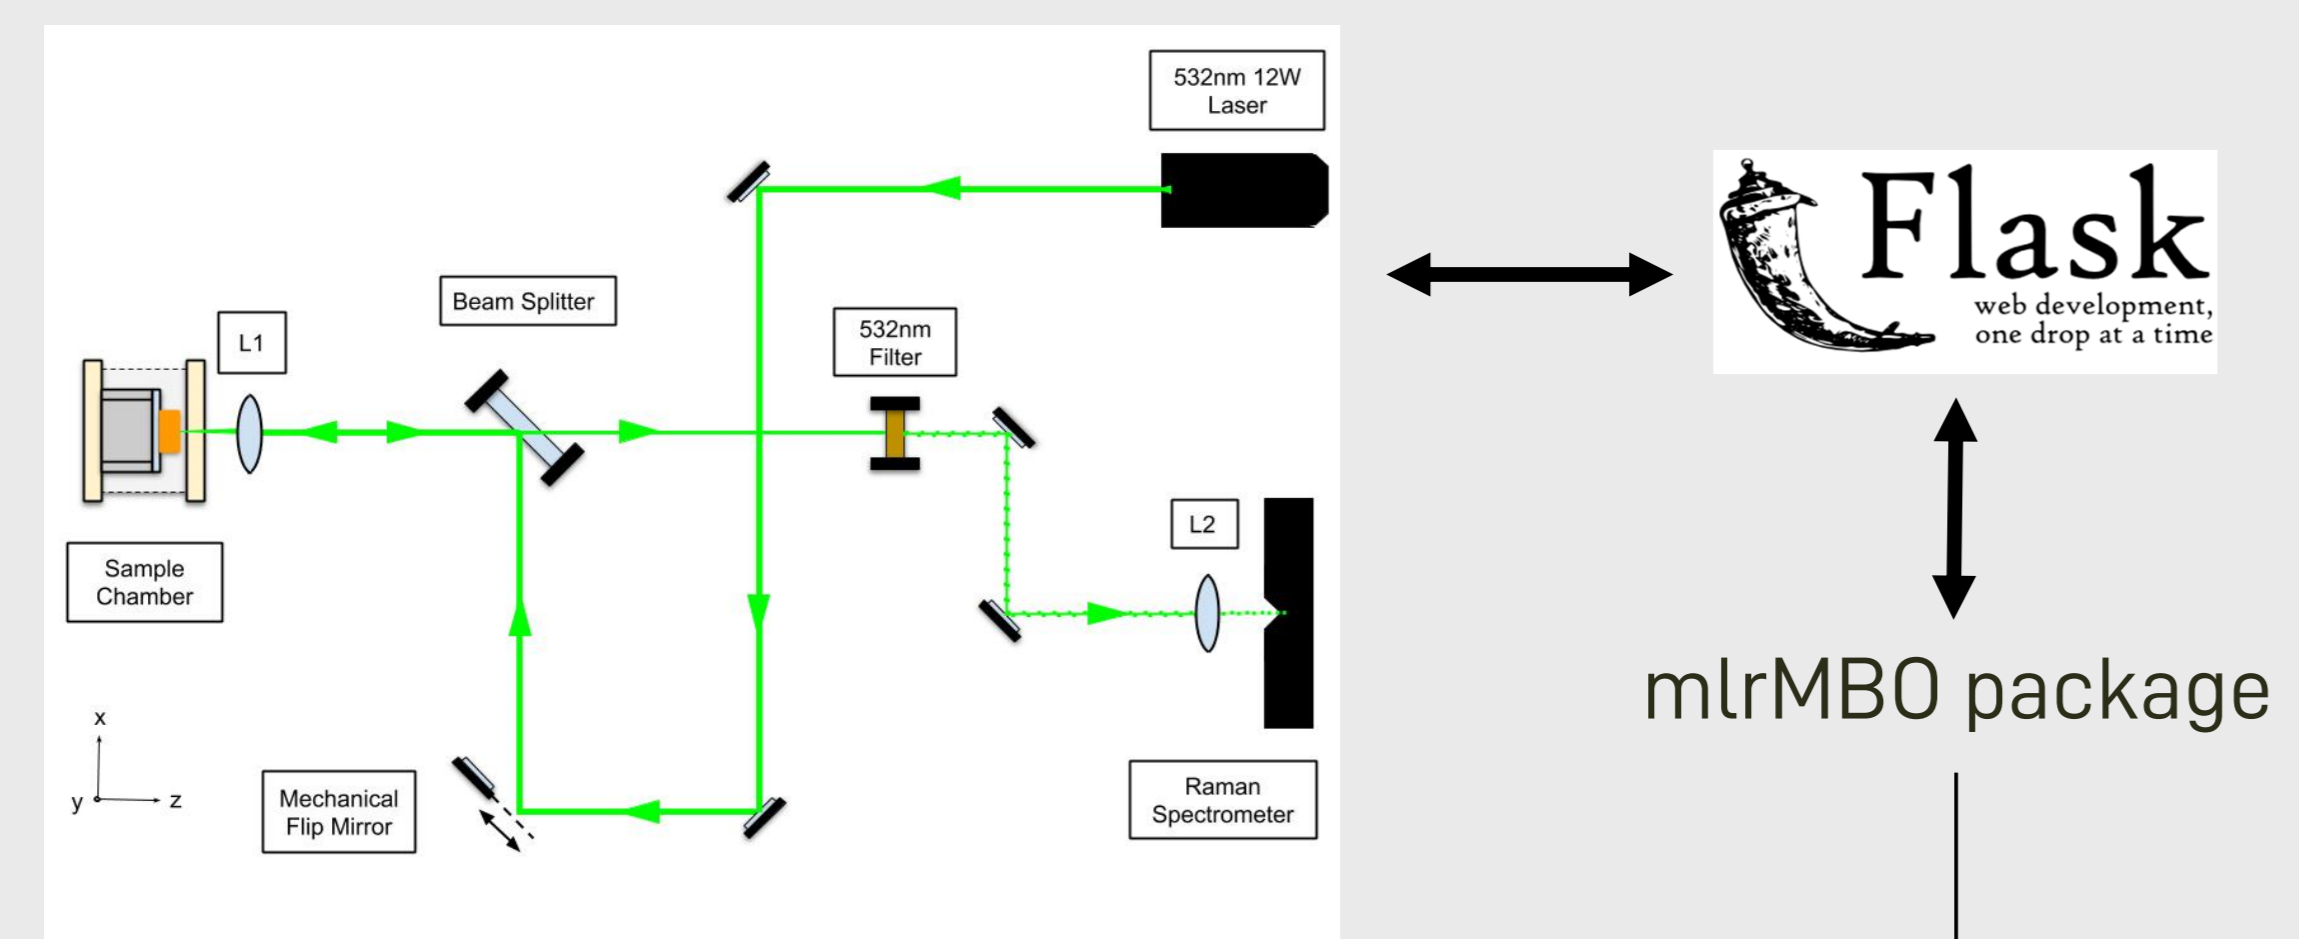 532nm 12W
Laser
Beam Splitter
L1
532nm
Filter
L2
Sample
Chamber
x
y
z
Mechanical
Flip Mirror
Raman
Spectrometer
Flask
web development,
one drop at a time
mlrMBO package